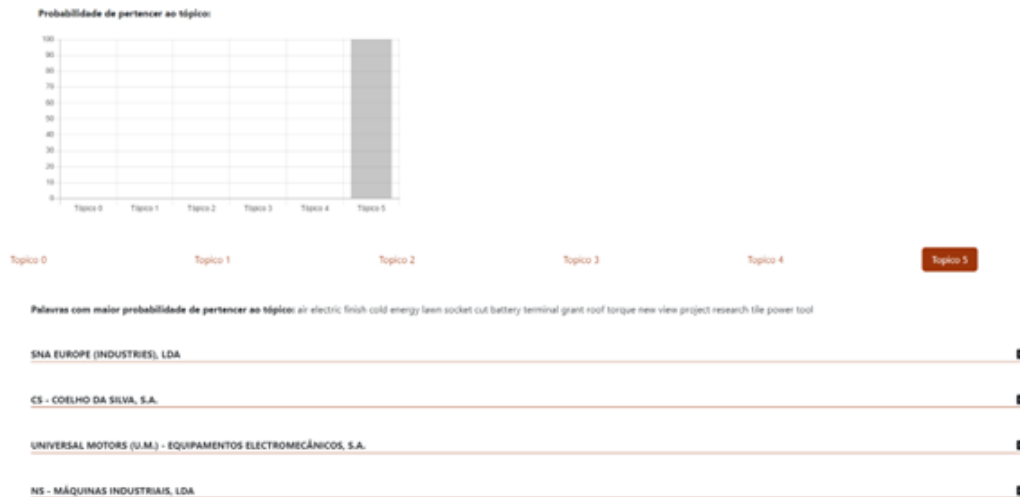 Probabilidade de pertencer ao tópico:
100
90
80
70
60
50
40
30
20
10
0
Tópico 0 Tópico 1 Tópico 2 Tópico 3 Tópico 4 Tópico 5
Topico 0 Topico 1 Topico 2 Topico 3 Topico 4 Topico 5
Palavras com maior probabilidade de pertencer ao tópico: air electric finish cold energy lawn socket cut battery terminal grant roof torque new view project research tile power tool
SNA EUROPE (INDUSTRIES), LDA
CS - COELHO DA SILVA, S.A.
UNIVERSAL MOTORS (U.M.) - EQUIPAMENTOS ELECTROMECÂNICOS, S.A.
NS - MÁQUINAS INDUSTRIAIS, LDA